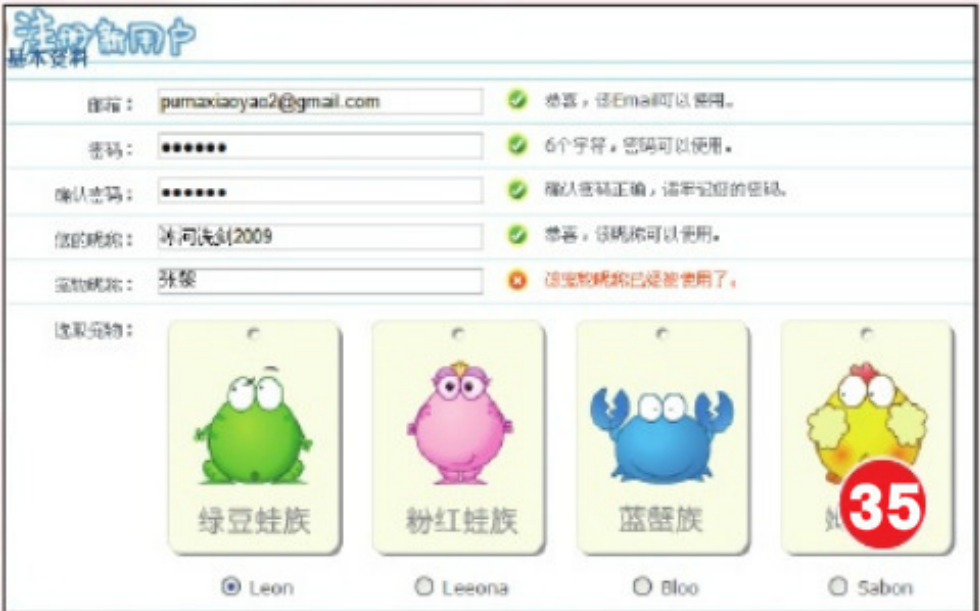 注册新用户
基本资料
邮箱： pumaxiaoyao2@gmail.com 恭喜，该Email可以使用。
密码： •••••• 6个字符，密码可以使用。
确认密码： •••••• 确认密码正确，请牢记您的密码。
您的昵称： 冰河洗剑2009 恭喜，该昵称可以使用。
宠物昵称： 张黎 该宠物昵称已经被使用了。
选取宠物：
绿豆蛙族 粉红蛙族 蓝蟹族
35
Leon Leeona Bloo Sabon